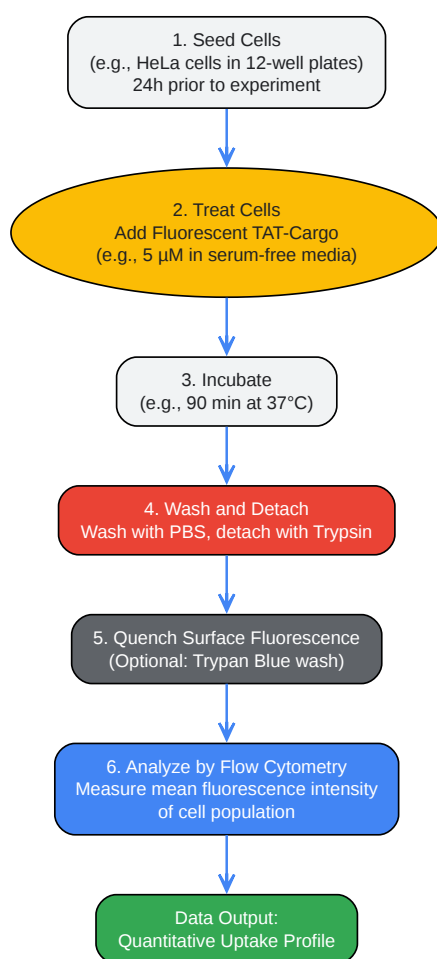 1. Seed Cells
(e.g., HeLa cells in 12-well plates)
24h prior to experiment
2. Treat Cells
Add Fluorescent TAT-Cargo
(e.g., 5 µM in serum-free media)
3. Incubate
(e.g., 90 min at 37°C)
4. Wash and Detach
Wash with PBS, detach with Trypsin
5. Quench Surface Fluorescence
(Optional: Trypan Blue wash)
6. Analyze by Flow Cytometry
Measure mean fluorescence intensity
of cell population
Data Output:
Quantitative Uptake Profile